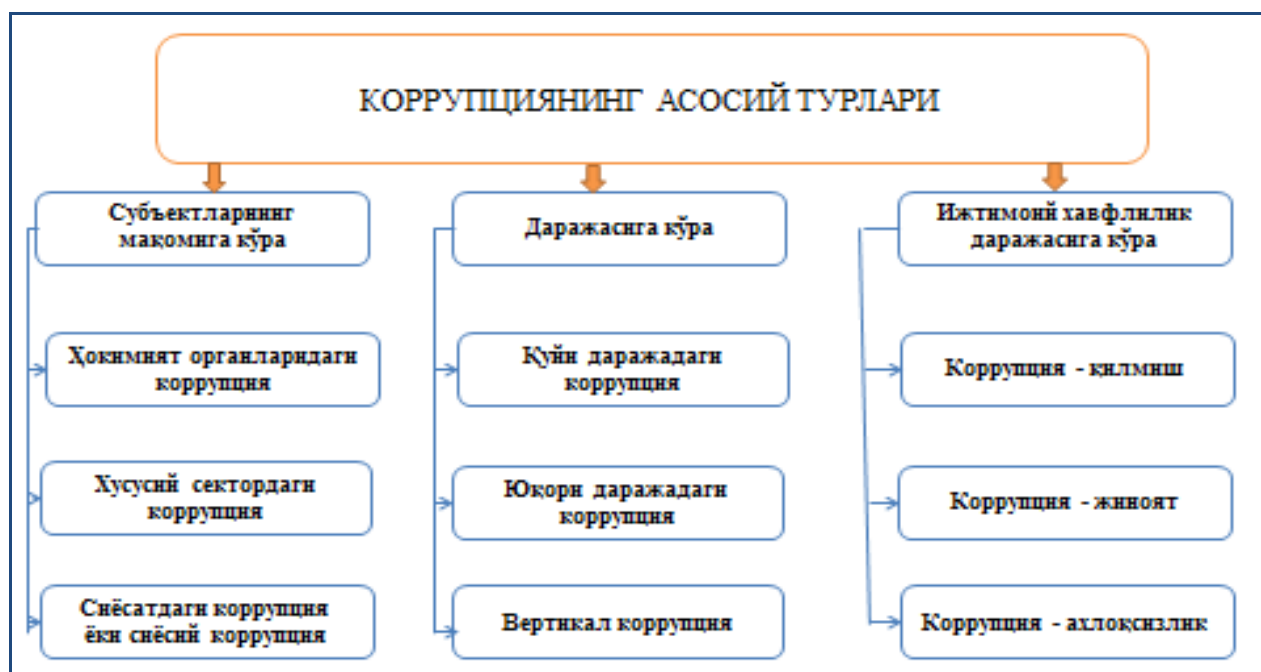 КОРРУПЦИЯНИНГ АСОСИЙ ТУРЛАРИ
Субъектларнинг
мақомига кўра
Ҳокимият органларидаги
коррупция
Хусусий сектордаги
коррупция
Сиёсатдаги коррупция
ёки сиёсий коррупция
Даражасига кўра
Қуйи даражадаги
коррупция
Юқори даражадаги
коррупция
Вертикал коррупция
Ижтимоий хавфлилик
даражасига кўра
Коррупция - қилмиш
Коррупция - жиноят
Коррупция - ахлоқсизлик